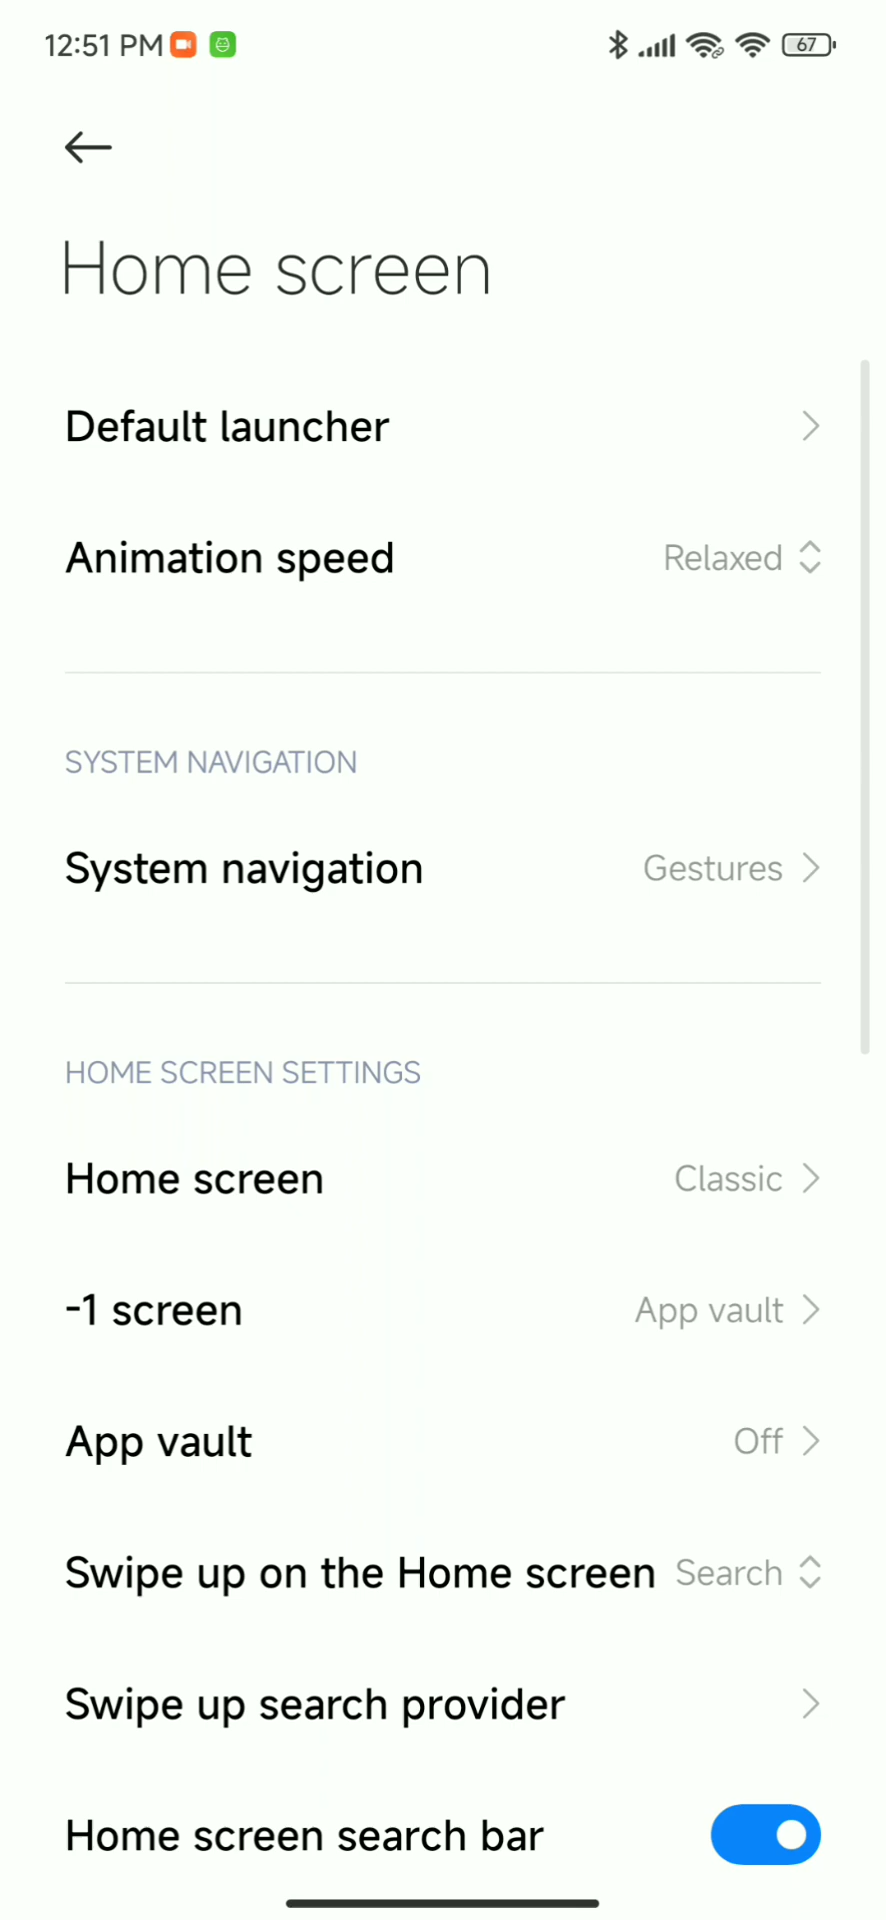 12:51 PM
67
Home screen
Default launcher
Animation speed Relaxed
SYSTEM NAVIGATION
System navigation Gestures
HOME SCREEN SETTINGS
Home screen Classic
-1 screen App vault
App vault Off
Swipe up on the Home screen Search
Swipe up search provider
Home screen search bar